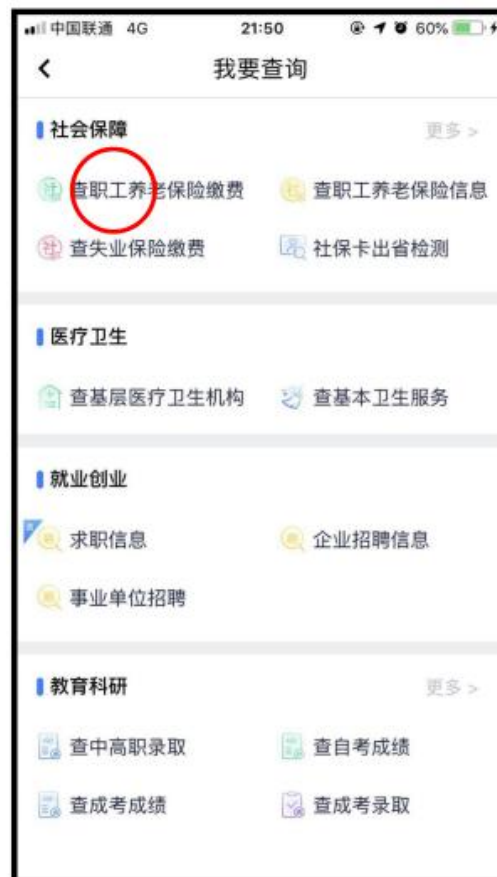 中国联通 4G 21:50 60%
我要查询
社会保障 更多 >
查职工养老保险缴费 查职工养老保险信息
查失业保险缴费 社保卡出省检测
医疗卫生
查基层医疗卫生机构 查基本卫生服务
就业创业
求职信息 企业招聘信息
事业单位招聘
教育科研 更多 >
查中高职录取 查自考成绩
查成考成绩 查成考录取